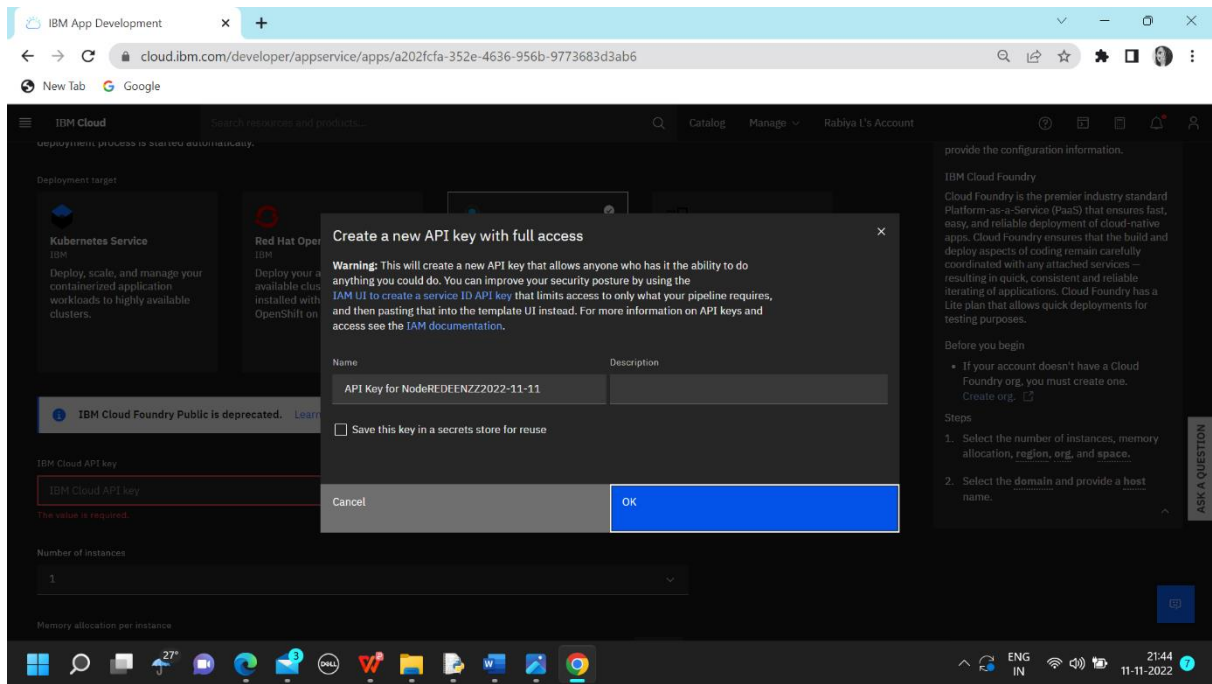 IBM App Development
cloud.ibm.com/developer/appservice/apps/a202fcfa-352e-4636-956b-9773683d3ab6
New Tab
Google
IBM Cloud
Search resources and products...
Catalog
Manage
Rabiya L's Account
deployment process is started automatically.
Deployment target
Kubernetes Service
IBM
Deploy, scale, and manage your
containerized application
workloads to highly available
clusters.
Red Hat Oper
IBM
Deploy your a
available clus
installed with
OpenShift on
IBM Cloud Foundry Public is deprecated. Learn
IBM Cloud API key
IBM Cloud API key
The value is required.
Number of instances
1
Memory allocation per instance
Create a new API key with full access
Warning: This will create a new API key that allows anyone who has it the ability to do
anything you could do. You can improve your security posture by using the
IAM UI to create a service ID API key that limits access to only what your pipeline requires,
and then pasting that into the template UI instead. For more information on API keys and
access see the IAM documentation.
Name
Description
API Key for NodeREDEENZZ2022-11-11
Save this key in a secrets store for reuse
Cancel
OK
provide the configuration information.
IBM Cloud Foundry
Cloud Foundry is the premier industry standard
Platform-as-a-Service (PaaS) that ensures fast,
easy, and reliable deployment of cloud-native
apps. Cloud Foundry ensures that the build and
deploy aspects of coding remain carefully
coordinated with any attached services —
resulting in quick, consistent and reliable
iterating of applications. Cloud Foundry has a
Lite plan that allows quick deployments for
testing purposes.
Before you begin
If your account doesn't have a Cloud
Foundry org, you must create one.
Create org.
Steps
1. Select the number of instances, memory
allocation, region, org, and space.
2. Select the domain and provide a host
name.
ASK A QUESTION
27°
3
DELL
ENG
IN
21:44
11-11-2022
7